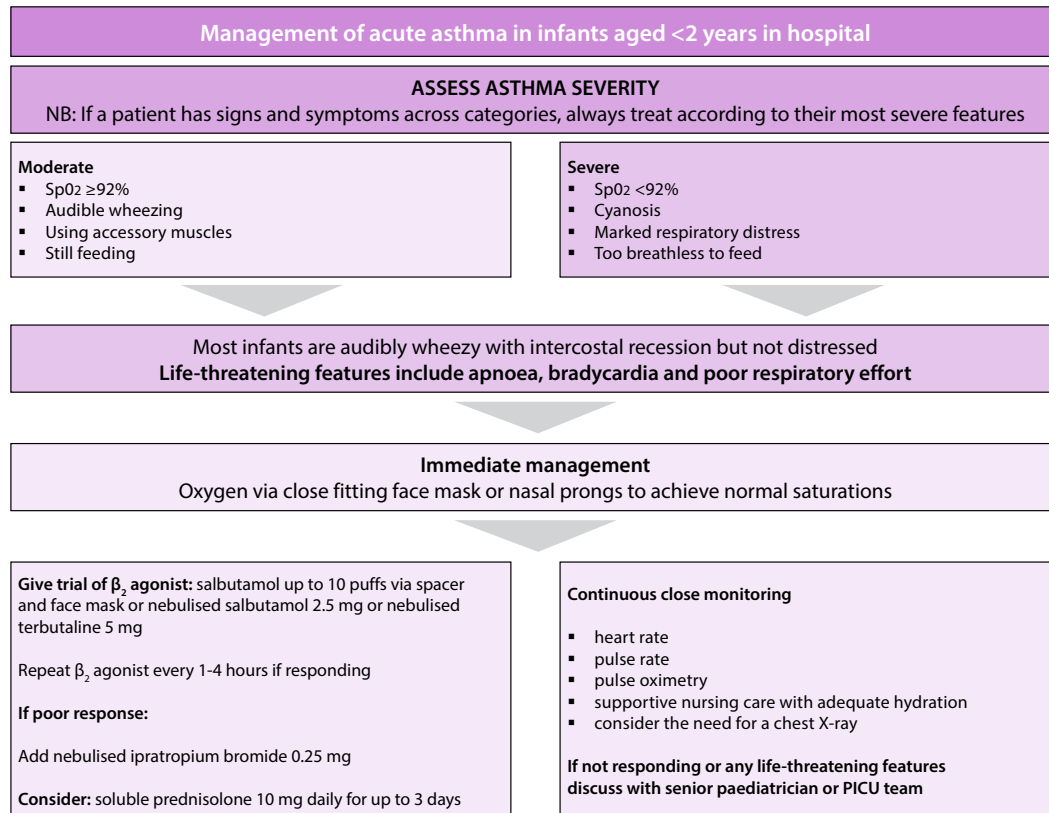 Management of acute asthma in infants aged <2 years in hospital
ASSESS ASTHMA SEVERITY
NB: If a patient has signs and symptoms across categories, always treat according to their most severe features
Moderate
▪ Sp02 ≥92%
▪ Audible wheezing
▪ Using accessory muscles
▪ Still feeding
Severe
▪ Sp02 <92%
▪ Cyanosis
▪ Marked respiratory distress
▪ Too breathless to feed
Most infants are audibly wheezy with intercostal recession but not distressed
Life-threatening features include apnoea, bradycardia and poor respiratory effort
Immediate management
Oxygen via close fitting face mask or nasal prongs to achieve normal saturations
Give trial of β₂ agonist: salbutamol up to 10 puffs via spacer
and face mask or nebulised salbutamol 2.5 mg or nebulised
terbutaline 5 mg
Repeat β₂ agonist every 1-4 hours if responding
If poor response:
Add nebulised ipratropium bromide 0.25 mg
Consider: soluble prednisolone 10 mg daily for up to 3 days
Continuous close monitoring
▪ heart rate
▪ pulse rate
▪ pulse oximetry
▪ supportive nursing care with adequate hydration
▪ consider the need for a chest X-ray
If not responding or any life-threatening features
discuss with senior paediatrician or PICU team